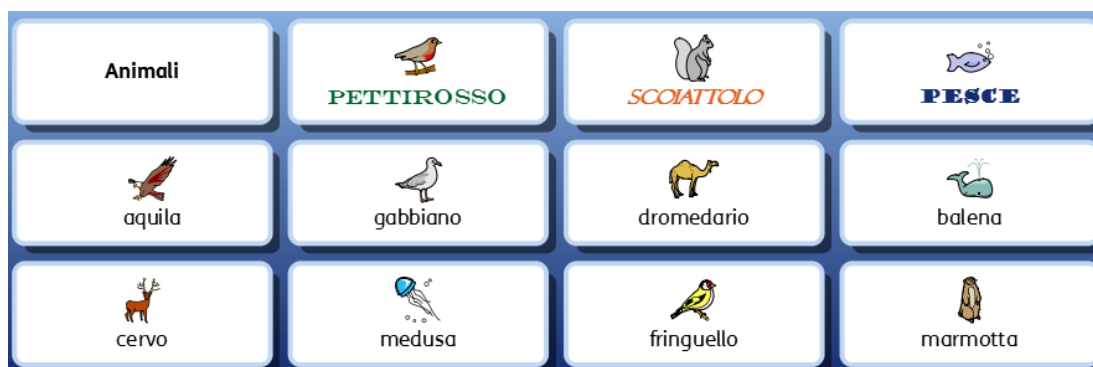 Animali
PETTIROSSO
SCOIATTOLO
PESCE
aquila
gabbiano
dromedario
balena
cervo
medusa
fringuello
marmotta